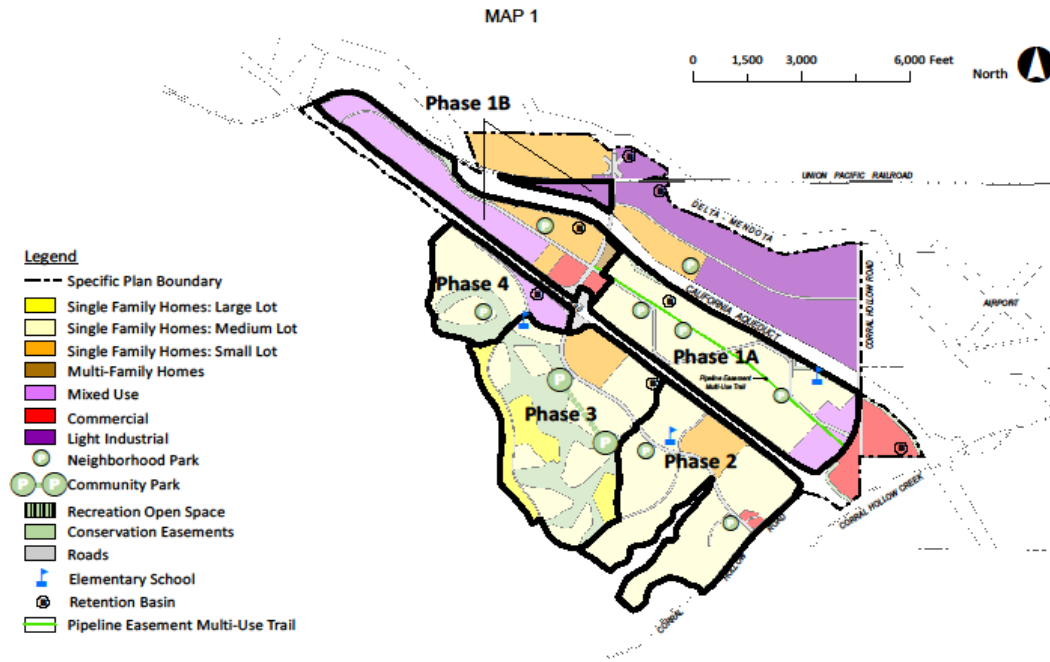 MAP 1
0 1,500 3,000 6,000 Feet
North
Phase 1B
UNION PACIFIC RAILROAD
DELTA - MENDOTA
CORRAL HOLLOW ROAD
AIRPORT
CALIFORNIA AQUEDUCT
Phase 4
Phase 1A
Pipeline Easement
Multi-Use Trail
Phase 3
Phase 2
CORRAL HOLLOW CREEK
CORRAL HOLLOW ROAD
Legend
Specific Plan Boundary
Single Family Homes: Large Lot
Single Family Homes: Medium Lot
Single Family Homes: Small Lot
Multi-Family Homes
Mixed Use
Commercial
Light Industrial
P Neighborhood Park
P P Community Park
Recreation Open Space
Conservation Easements
Roads
Elementary School
Retention Basin
Pipeline Easement Multi-Use Trail
P
P
P
P
P
P
P
P
P
P